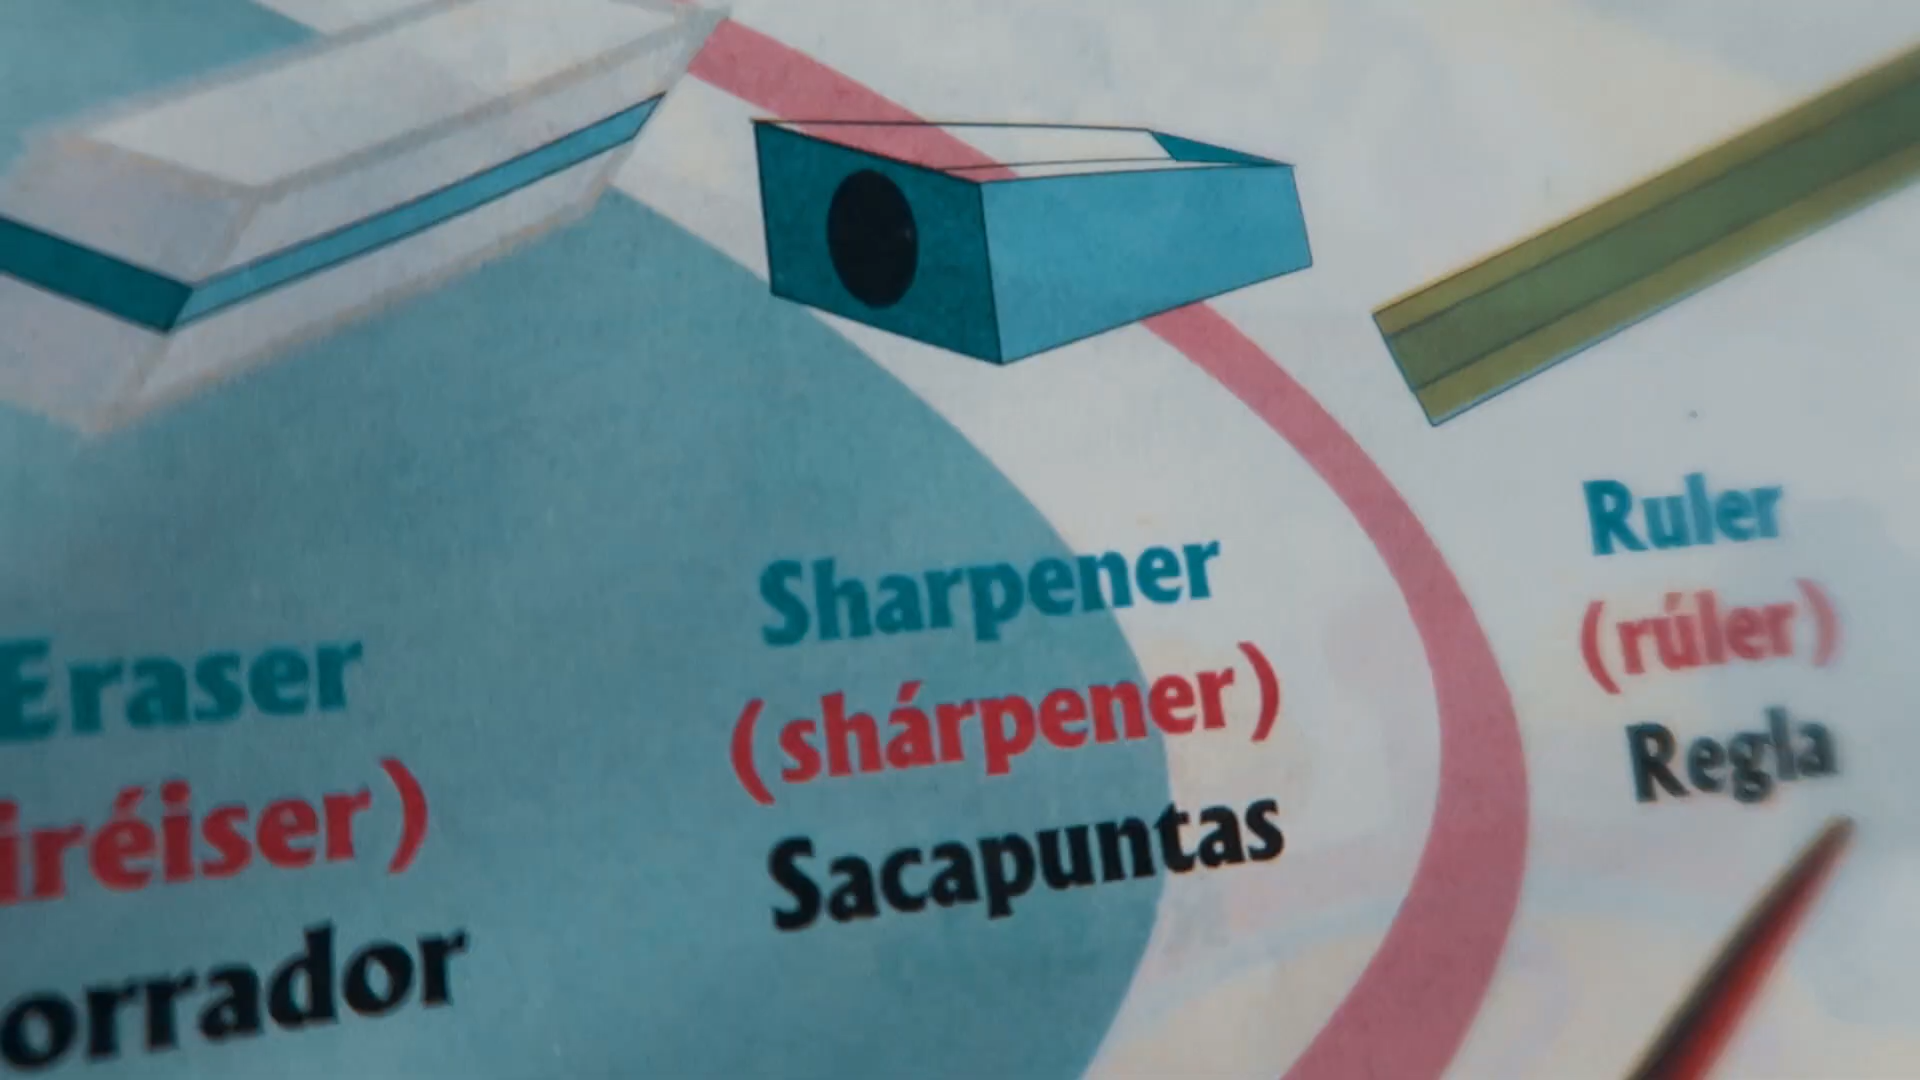 Eraser
iréiser)
orrador
Sharpener
(shárpener)
Sacapuntas
Ruler
(rúler)
Regla